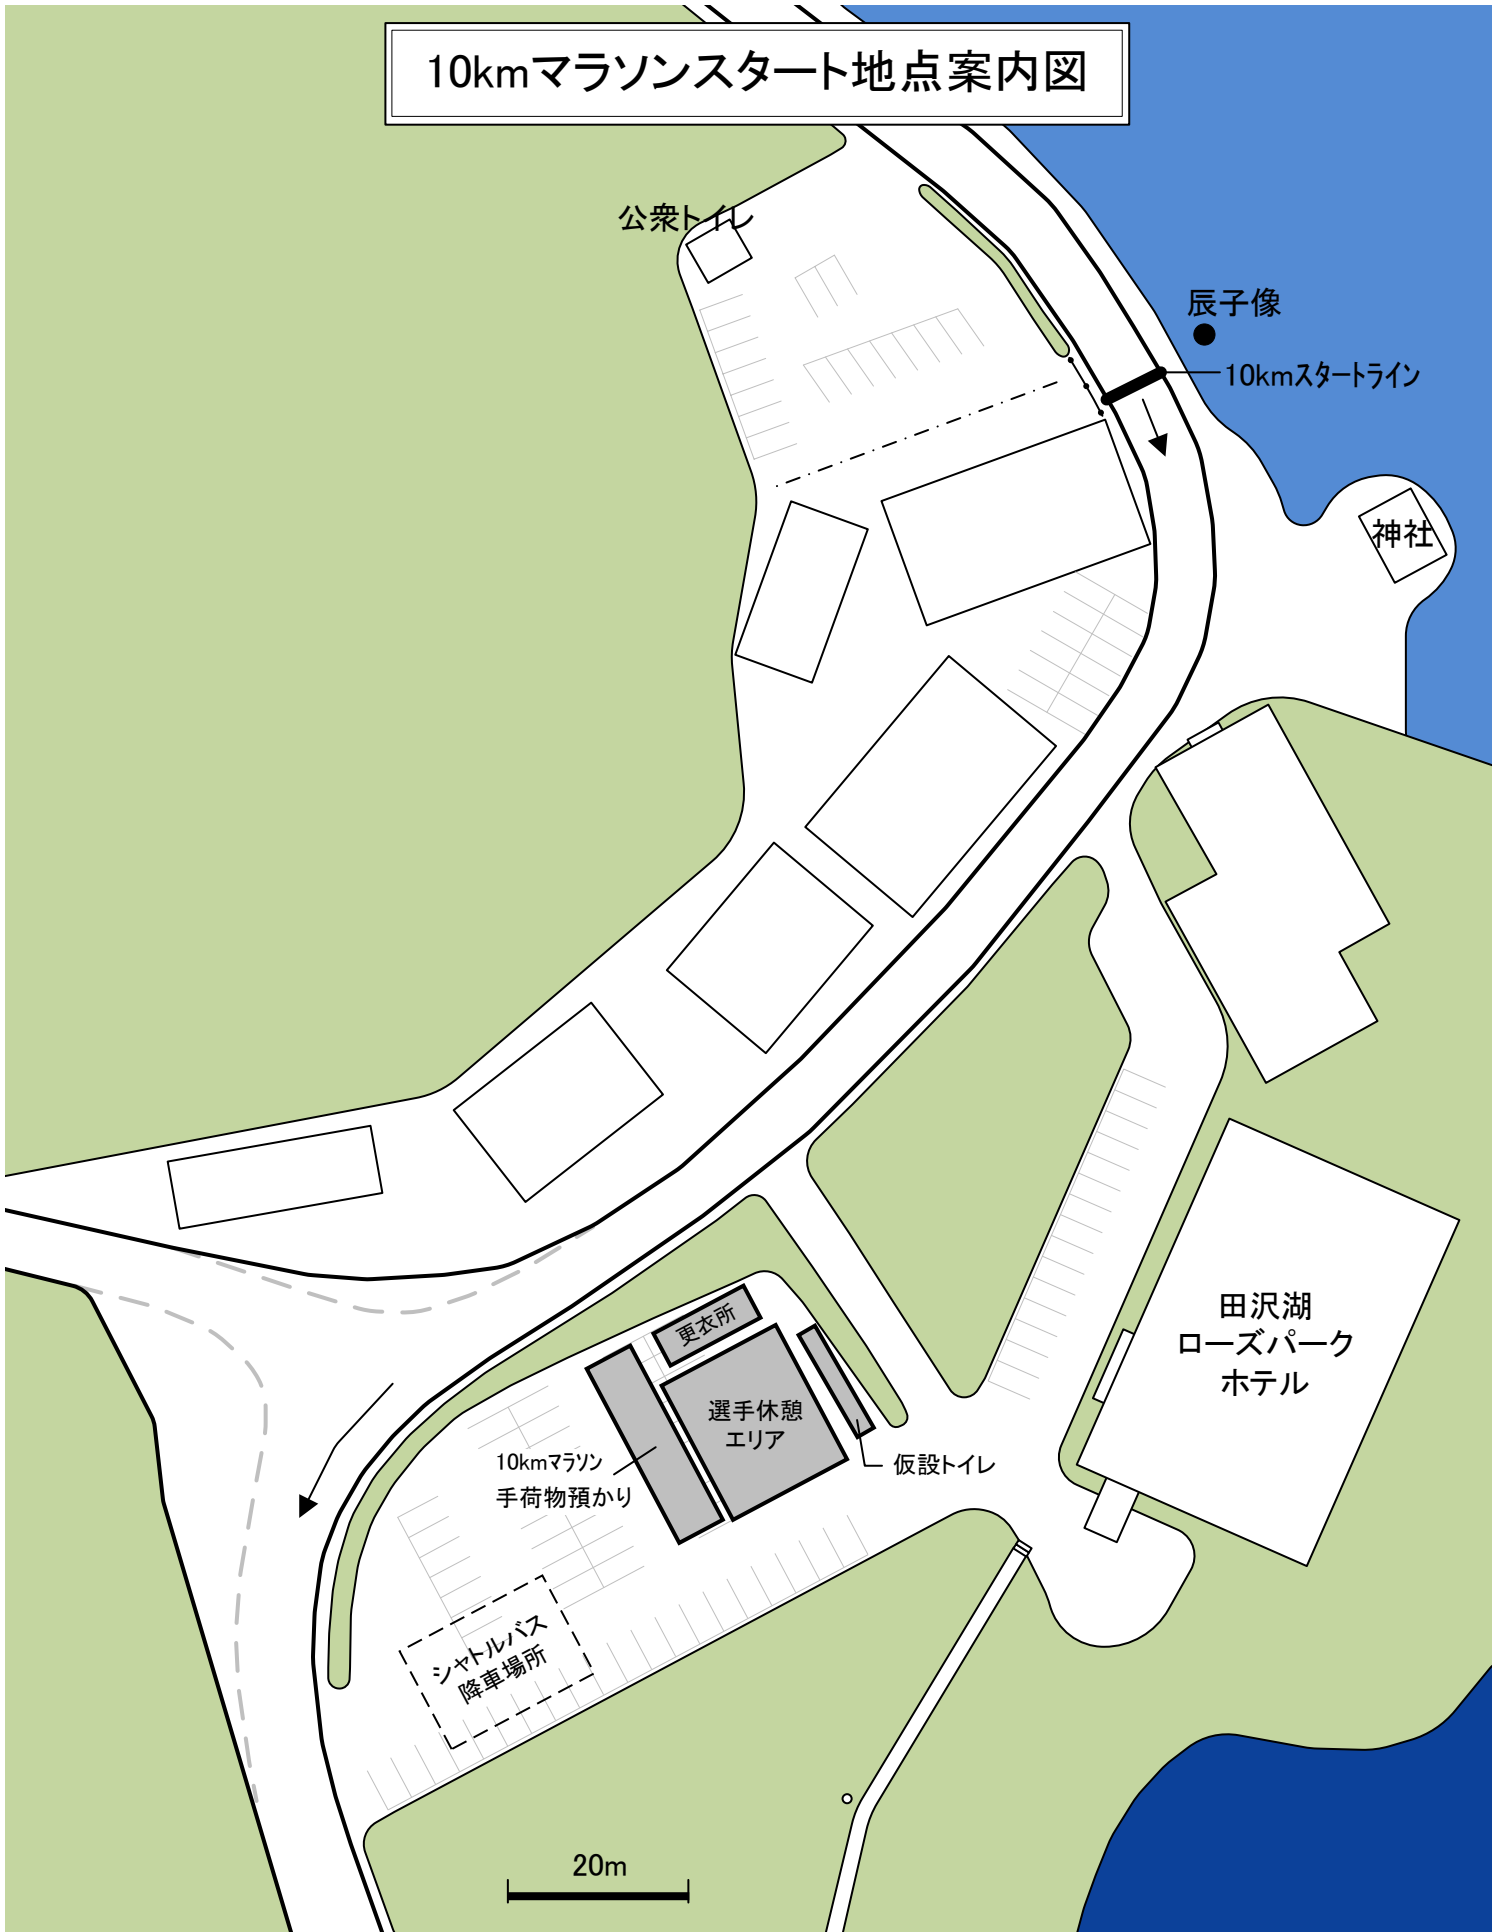 10kmマラソンスタート地点案内図
公衆トイレ
辰子像
10kmスタートライン
神社
田沢湖
ローズパーク
ホテル
更衣所
選手休憩
エリア
10kmマラソン
手荷物預かり
仮設トイレ
シャトルバス
降車場所
20m